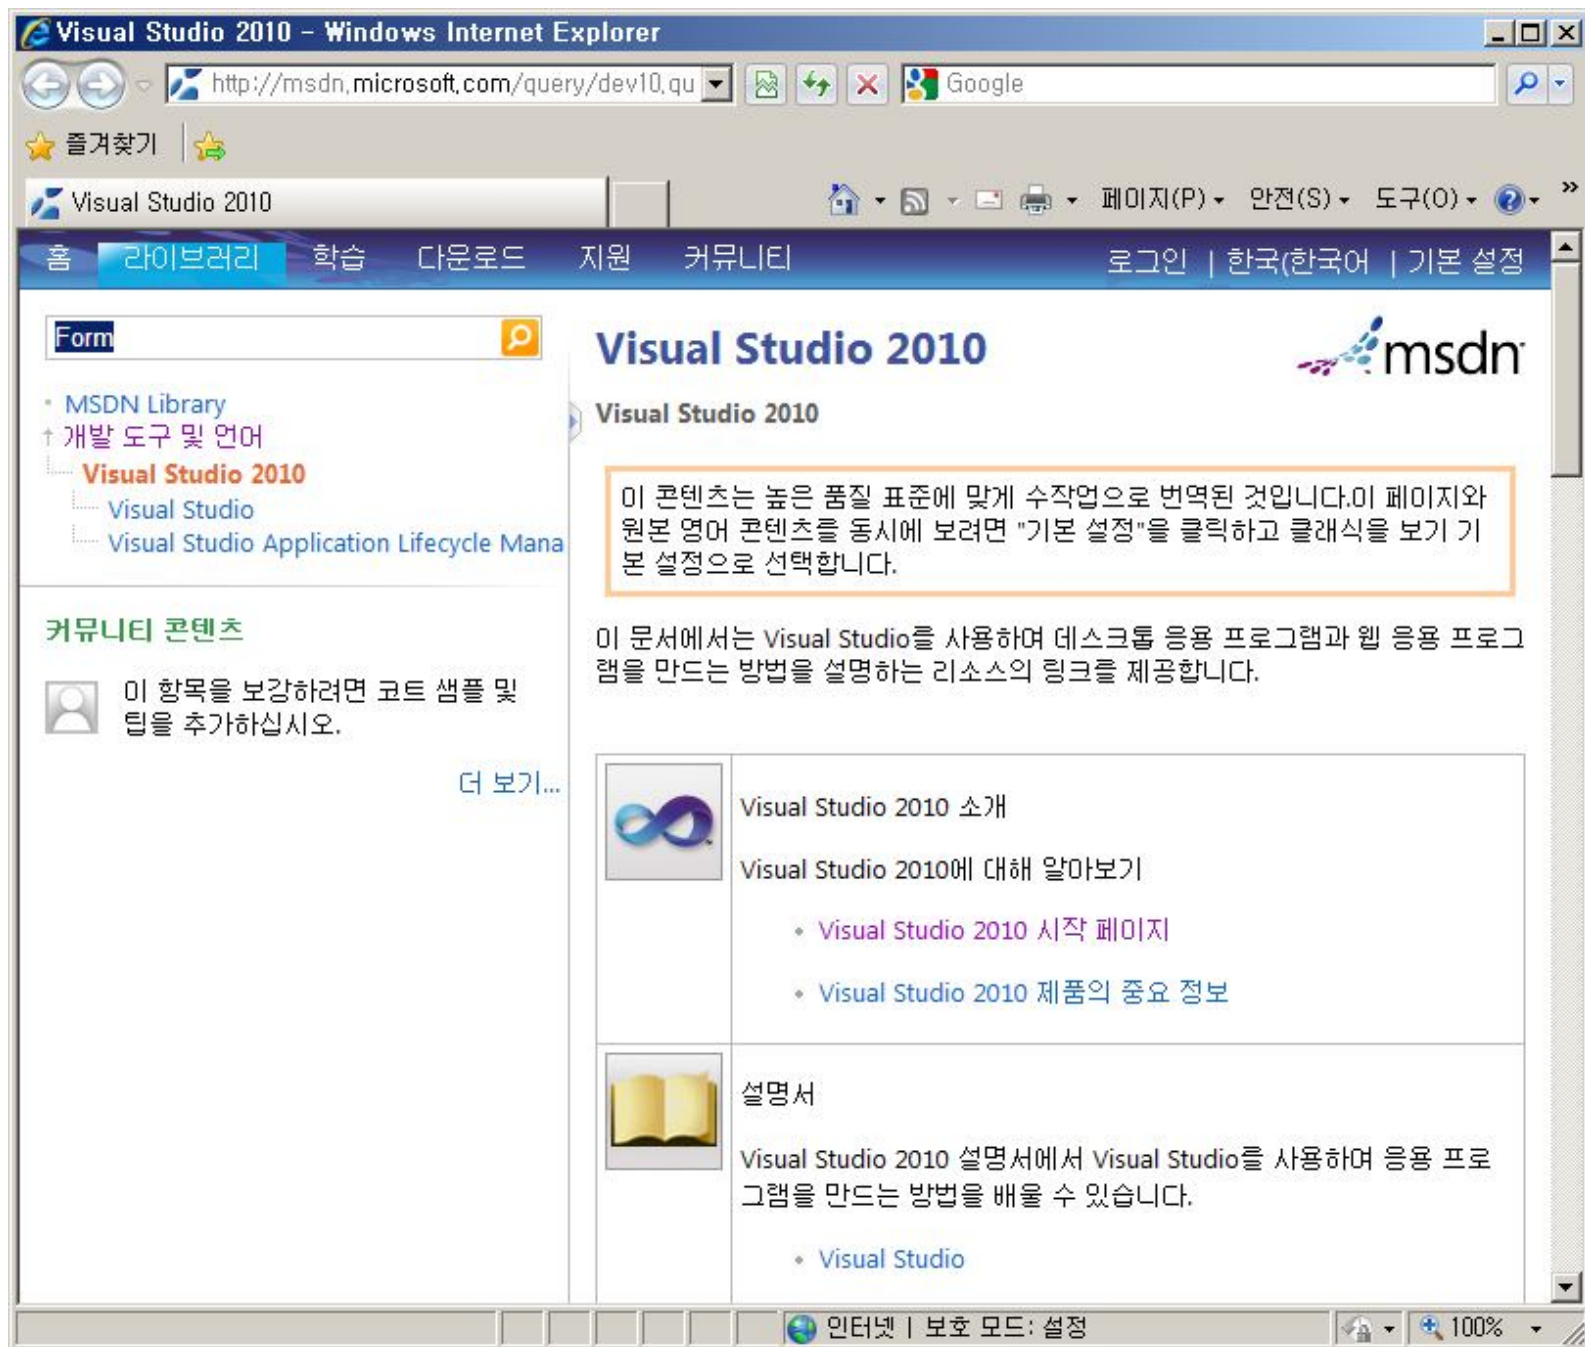 Visual Studio 2010 - Windows Internet Explorer
http://msdn.microsoft.com/query/dev10.qu
Google
즐겨찾기
Visual Studio 2010
페이지(P)
안전(S)
도구(O)
»
홈
라이브러리
학습
다운로드
지원
커뮤니티
로그인 | 한국(한국어 | 기본 설정
Form
MSDN Library
개발 도구 및 언어
Visual Studio 2010
Visual Studio
Visual Studio Application Lifecycle Mana
커뮤니티 콘텐츠
이 항목을 보강하려면 코트 샘플 및
팁을 추가하십시오.
더 보기...
Visual Studio 2010
msdn
Visual Studio 2010
이 콘텐츠는 높은 품질 표준에 맞게 수작업으로 번역된 것입니다.이 페이지와
원본 영어 콘텐츠를 동시에 보려면 "기본 설정"을 클릭하고 클래식을 보기 기
본 설정으로 선택합니다.
이 문서에서는 Visual Studio를 사용하여 데스크톱 응용 프로그램과 웹 응용 프로그
램을 만드는 방법을 설명하는 리소스의 링크를 제공합니다.
Visual Studio 2010 소개
Visual Studio 2010에 대해 알아보기
Visual Studio 2010 시작 페이지
Visual Studio 2010 제품의 중요 정보
설명서
Visual Studio 2010 설명서에서 Visual Studio를 사용하여 응용 프로
그램을 만드는 방법을 배울 수 있습니다.
Visual Studio
인터넷 | 보호 모드: 설정
100%